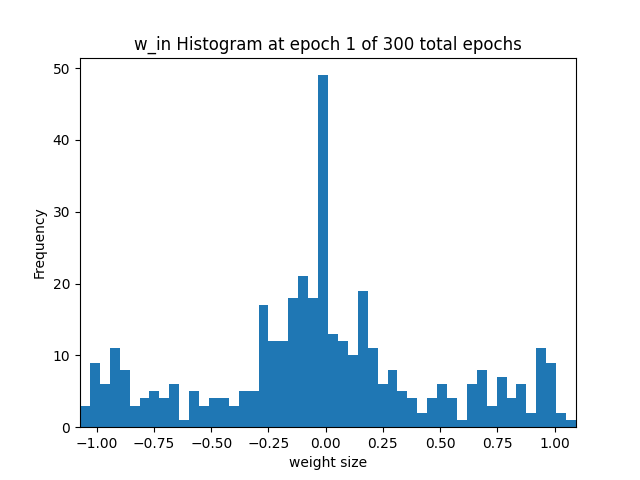 w_in Histogram at epoch 1 of 300 total epochs
Frequency
50
40
30
20
10
0
−1.00 −0.75 −0.50 −0.25 0.00 0.25 0.50 0.75 1.00
weight size